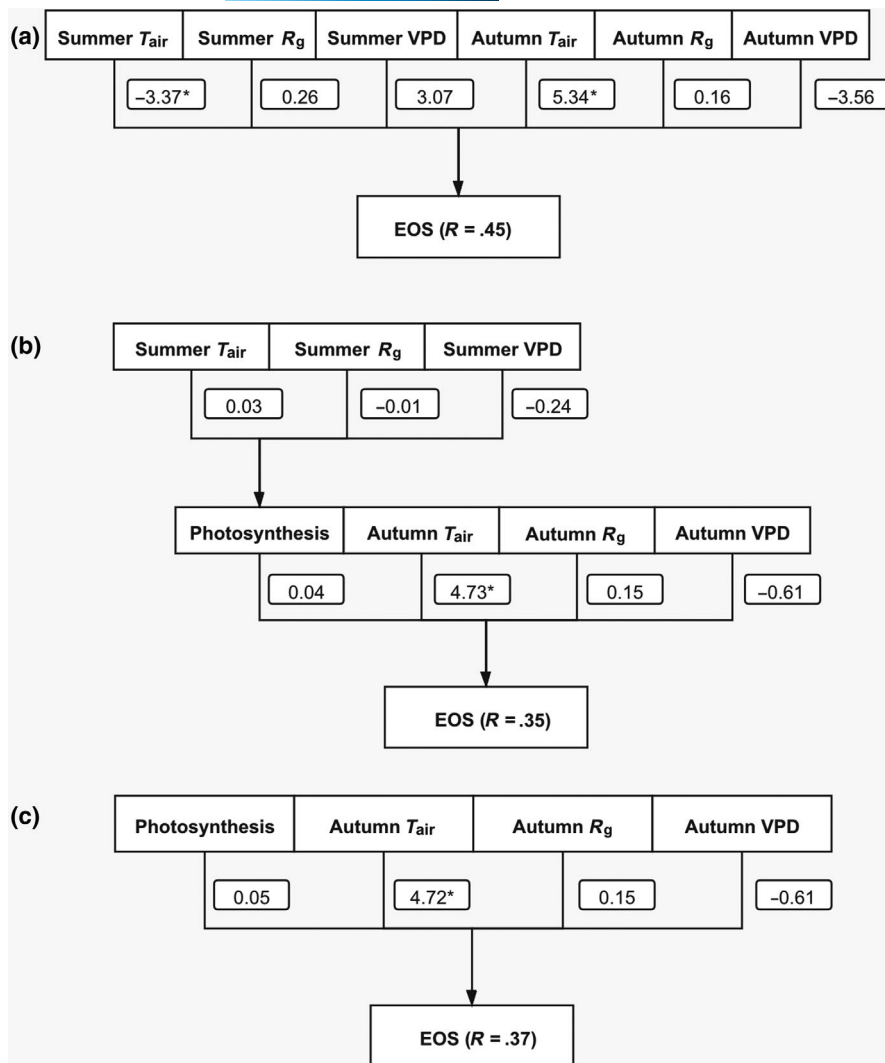 (a) Summer Tair Summer Rg Summer VPD Autumn Tair Autumn Rg Autumn VPD
−3.37* 0.26 3.07 5.34* 0.16 −3.56
EOS (R = .45)
(b) Summer Tair Summer Rg Summer VPD
0.03 −0.01 −0.24
Photosynthesis Autumn Tair Autumn Rg Autumn VPD
0.04 4.73* 0.15 −0.61
EOS (R = .35)
(c) Photosynthesis Autumn Tair Autumn Rg Autumn VPD
0.05 4.72* 0.15 −0.61
EOS (R = .37)